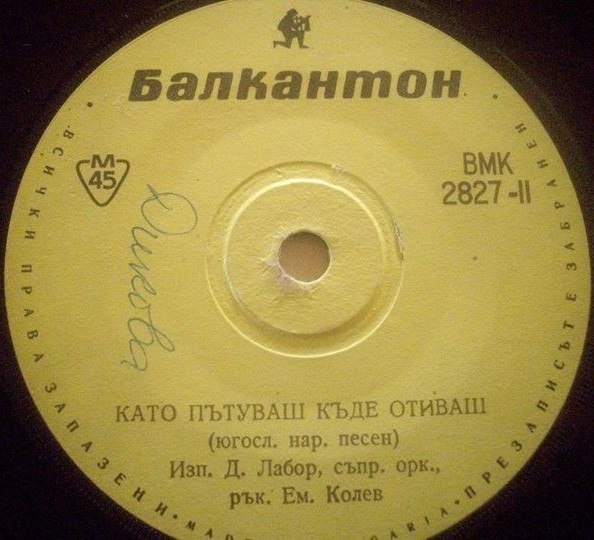 Балкантон
М
45
ВМК
2827-II
Дикова
КАТО ПЪТУВАШ КЪДЕ ОТИВАШ
(югосл. нар. песен)
Изп. Д. Лабор, съпр. орк.,
рък. Ем. Колев
· ВСИЧКИ ПРАВА ЗАПАЗЕНИ · ПРЕЗАПИСЪТ Е ЗАБРАНЕН ·